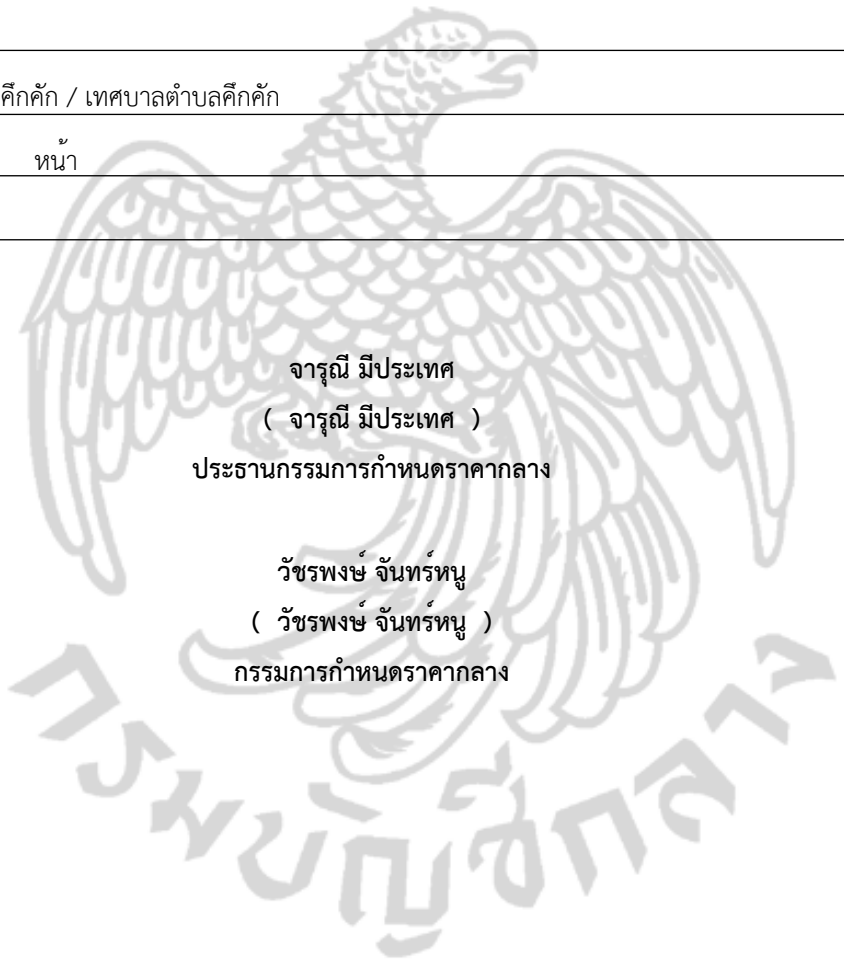 คึกคัก / เทศบาลตำบลคึกคัก
หน้า
จารุณี มีประเทศ
( จารุณี มีประเทศ )
ประธานกรรมการกำหนดราคากลาง
วัชรพงษ์ จันทร์หนู
( วัชรพงษ์ จันทร์หนู )
กรรมการกำหนดราคากลาง
กรมบัญชีกลาง